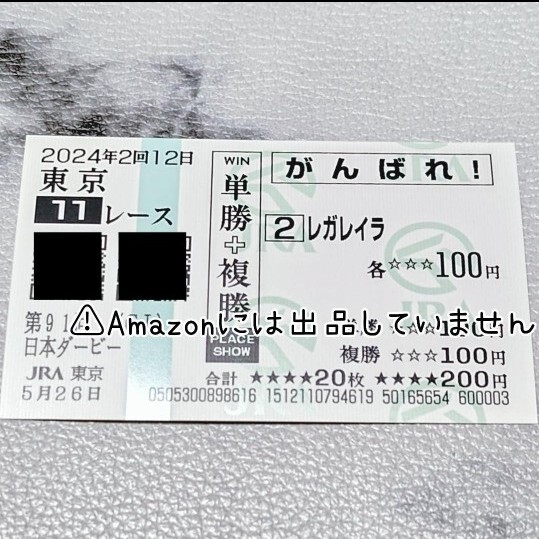 2024年2回12日
東京
11レース
第91
日本ダービー
JRA 東京
5月26日
WIN
単勝+複勝
PLACE
SHOW
がんばれ!
2 レガレイラ
各☆☆☆100円
複勝 ☆☆☆100円
合計 ★★★★20枚 ★★★★200円
0505300898616 1512110794619 50165654 600003
⚠Amazonには出品していません
JRA